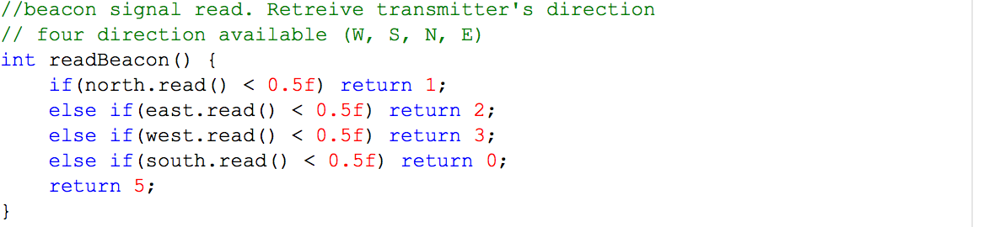 //beacon signal read. Retreive transmitter's direction
// four direction available (W, S, N, E)
int readBeacon() {
    if(north.read() < 0.5f) return 1;
    else if(east.read() < 0.5f) return 2;
    else if(west.read() < 0.5f) return 3;
    else if(south.read() < 0.5f) return 0;
    return 5;
}